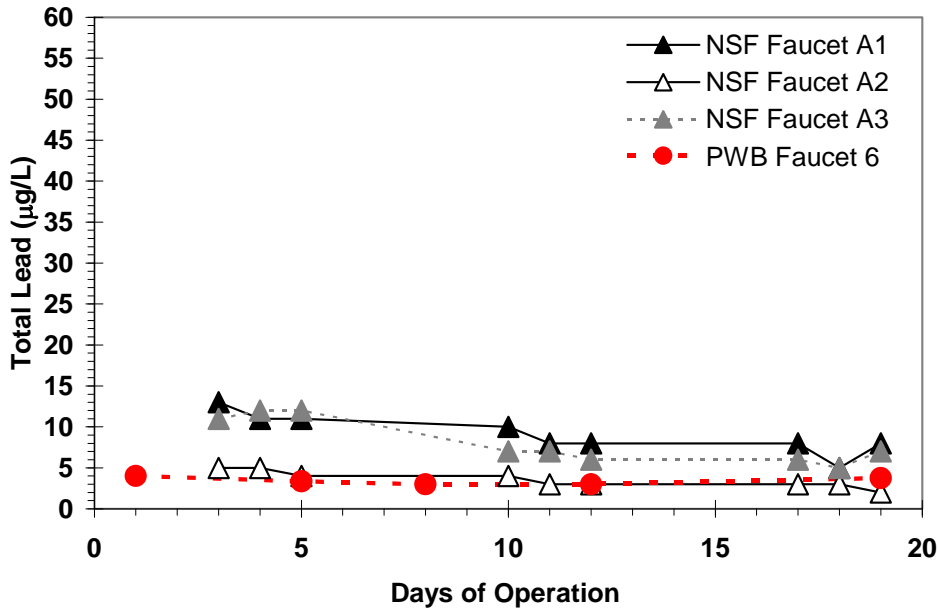 60
55
50
45
40
35
30
25
20
15
10
5
0
Total Lead (µg/L)
NSF Faucet A1
NSF Faucet A2
NSF Faucet A3
PWB Faucet 6
0 5 10 15 20
Days of Operation